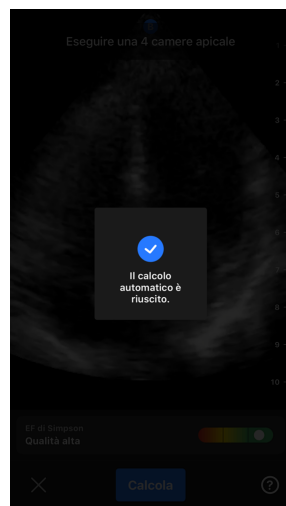 Eseguire una 4 camere apicale
2
3
4
5
6
7
8
9
10
Il calcolo
automatico è
riuscito.
EF di Simpson
Qualità alta
Calcola
?